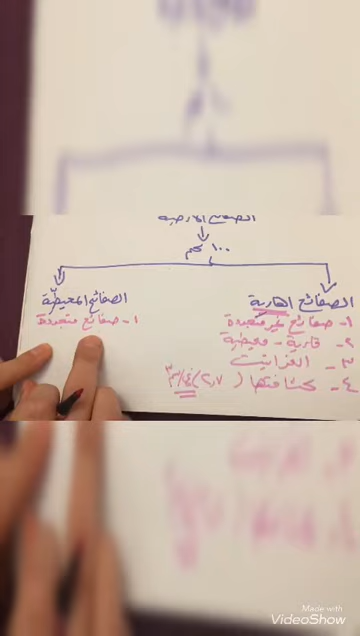 الصفائح الأرضية
١٠٠ كم
الصفائح القارية
١- صفائح غير متجددة
٢- قارية - محيطية
٣- الغرانيت
٤- كثافتها (٢,٧ غ/سم٣
الصفائح المحيطية
١- صفائح متجددة
Made with
VideoShow